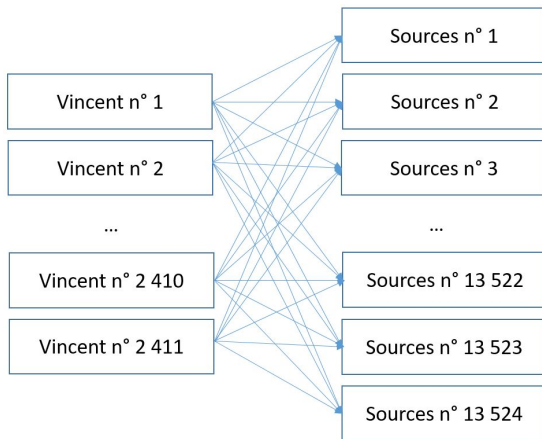 Vincent n° 1
Vincent n° 2
...
Vincent n° 2 410
Vincent n° 2 411
Sources n° 1
Sources n° 2
Sources n° 3
...
Sources n° 13 522
Sources n° 13 523
Sources n° 13 524